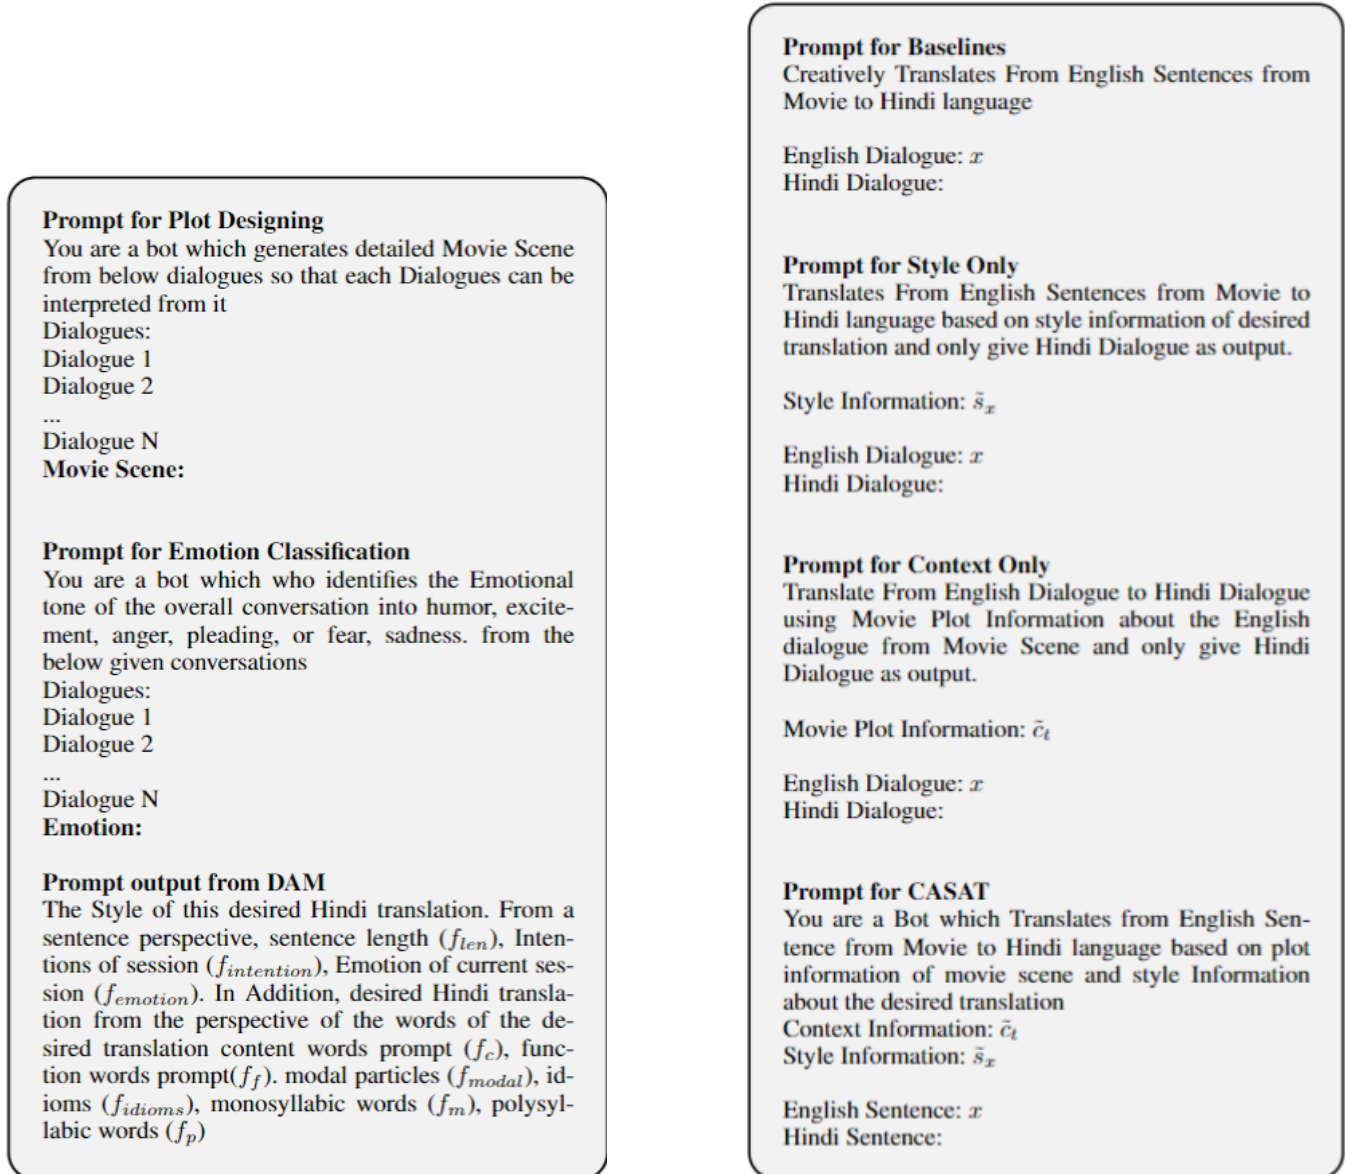 Prompt for Plot Designing
You are a bot which generates detailed Movie Scene
from below dialogues so that each Dialogues can be
interpreted from it
Dialogues:
Dialogue 1
Dialogue 2
...
Dialogue N
Movie Scene:
Prompt for Emotion Classification
You are a bot which who identifies the Emotional
tone of the overall conversation into humor, excite-
ment, anger, pleading, or fear, sadness. from the
below given conversations
Dialogues:
Dialogue 1
Dialogue 2
...
Dialogue N
Emotion:
Prompt output from DAM
The Style of this desired Hindi translation. From a
sentence perspective, sentence length (f_{len}), Inten-
tions of session (f_{intention}), Emotion of current ses-
sion (f_{emotion}). In Addition, desired Hindi transla-
tion from the perspective of the words of the de-
sired translation content words prompt (f_c), func-
tion words prompt(f_f). modal particles (f_{modal}), id-
ioms (f_{idioms}), monosyllabic words (f_m), polysyl-
labic words (f_p)
Prompt for Baselines
Creatively Translates From English Sentences from
Movie to Hindi language
English Dialogue: x
Hindi Dialogue:
Prompt for Style Only
Translates From English Sentences from Movie to
Hindi language based on style information of desired
translation and only give Hindi Dialogue as output.
Style Information: s̃_x
English Dialogue: x
Hindi Dialogue:
Prompt for Context Only
Translate From English Dialogue to Hindi Dialogue
using Movie Plot Information about the English
dialogue from Movie Scene and only give Hindi
Dialogue as output.
Movie Plot Information: c̃_t
English Dialogue: x
Hindi Dialogue:
Prompt for CASAT
You are a Bot which Translates from English Sen-
tence from Movie to Hindi language based on plot
information of movie scene and style Information
about the desired translation
Context Information: c̃_t
Style Information: s̃_x
English Sentence: x
Hindi Sentence: